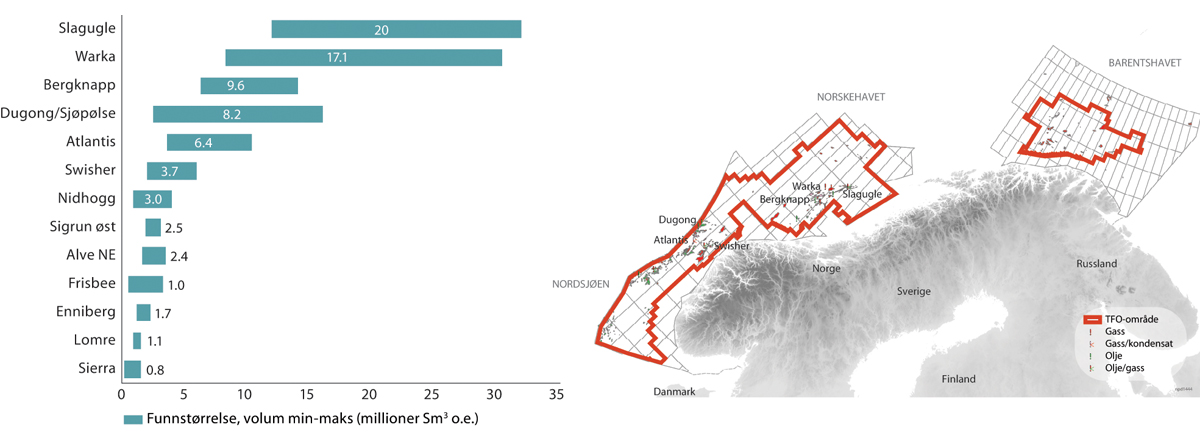 Slagugle 20
Warka 17.1
Bergknapp 9.6
Dugong/Sjøpølse 8.2
Atlantis 6.4
Swisher 3.7
Nidhogg 3.0
Sigrun øst 2.5
Alve NE 2.4
Frisbee 1.0
Enniberg 1.7
Lomre 1.1
Sierra 0.8
0 5 10 15 20 25 30 35
Funnstørrelse, volum min-maks (millioner Sm³ o.e.)
BARENTSHAVET
NORSKEHAVET
Warka
Slagugle
Bergknapp
Dugong
Atlantis
Swisher
NORDSJØEN
Norge
Sverige
Russland
Finland
Danmark
TFO-område
Gass
Gass/kondensat
Olje
Olje/gass